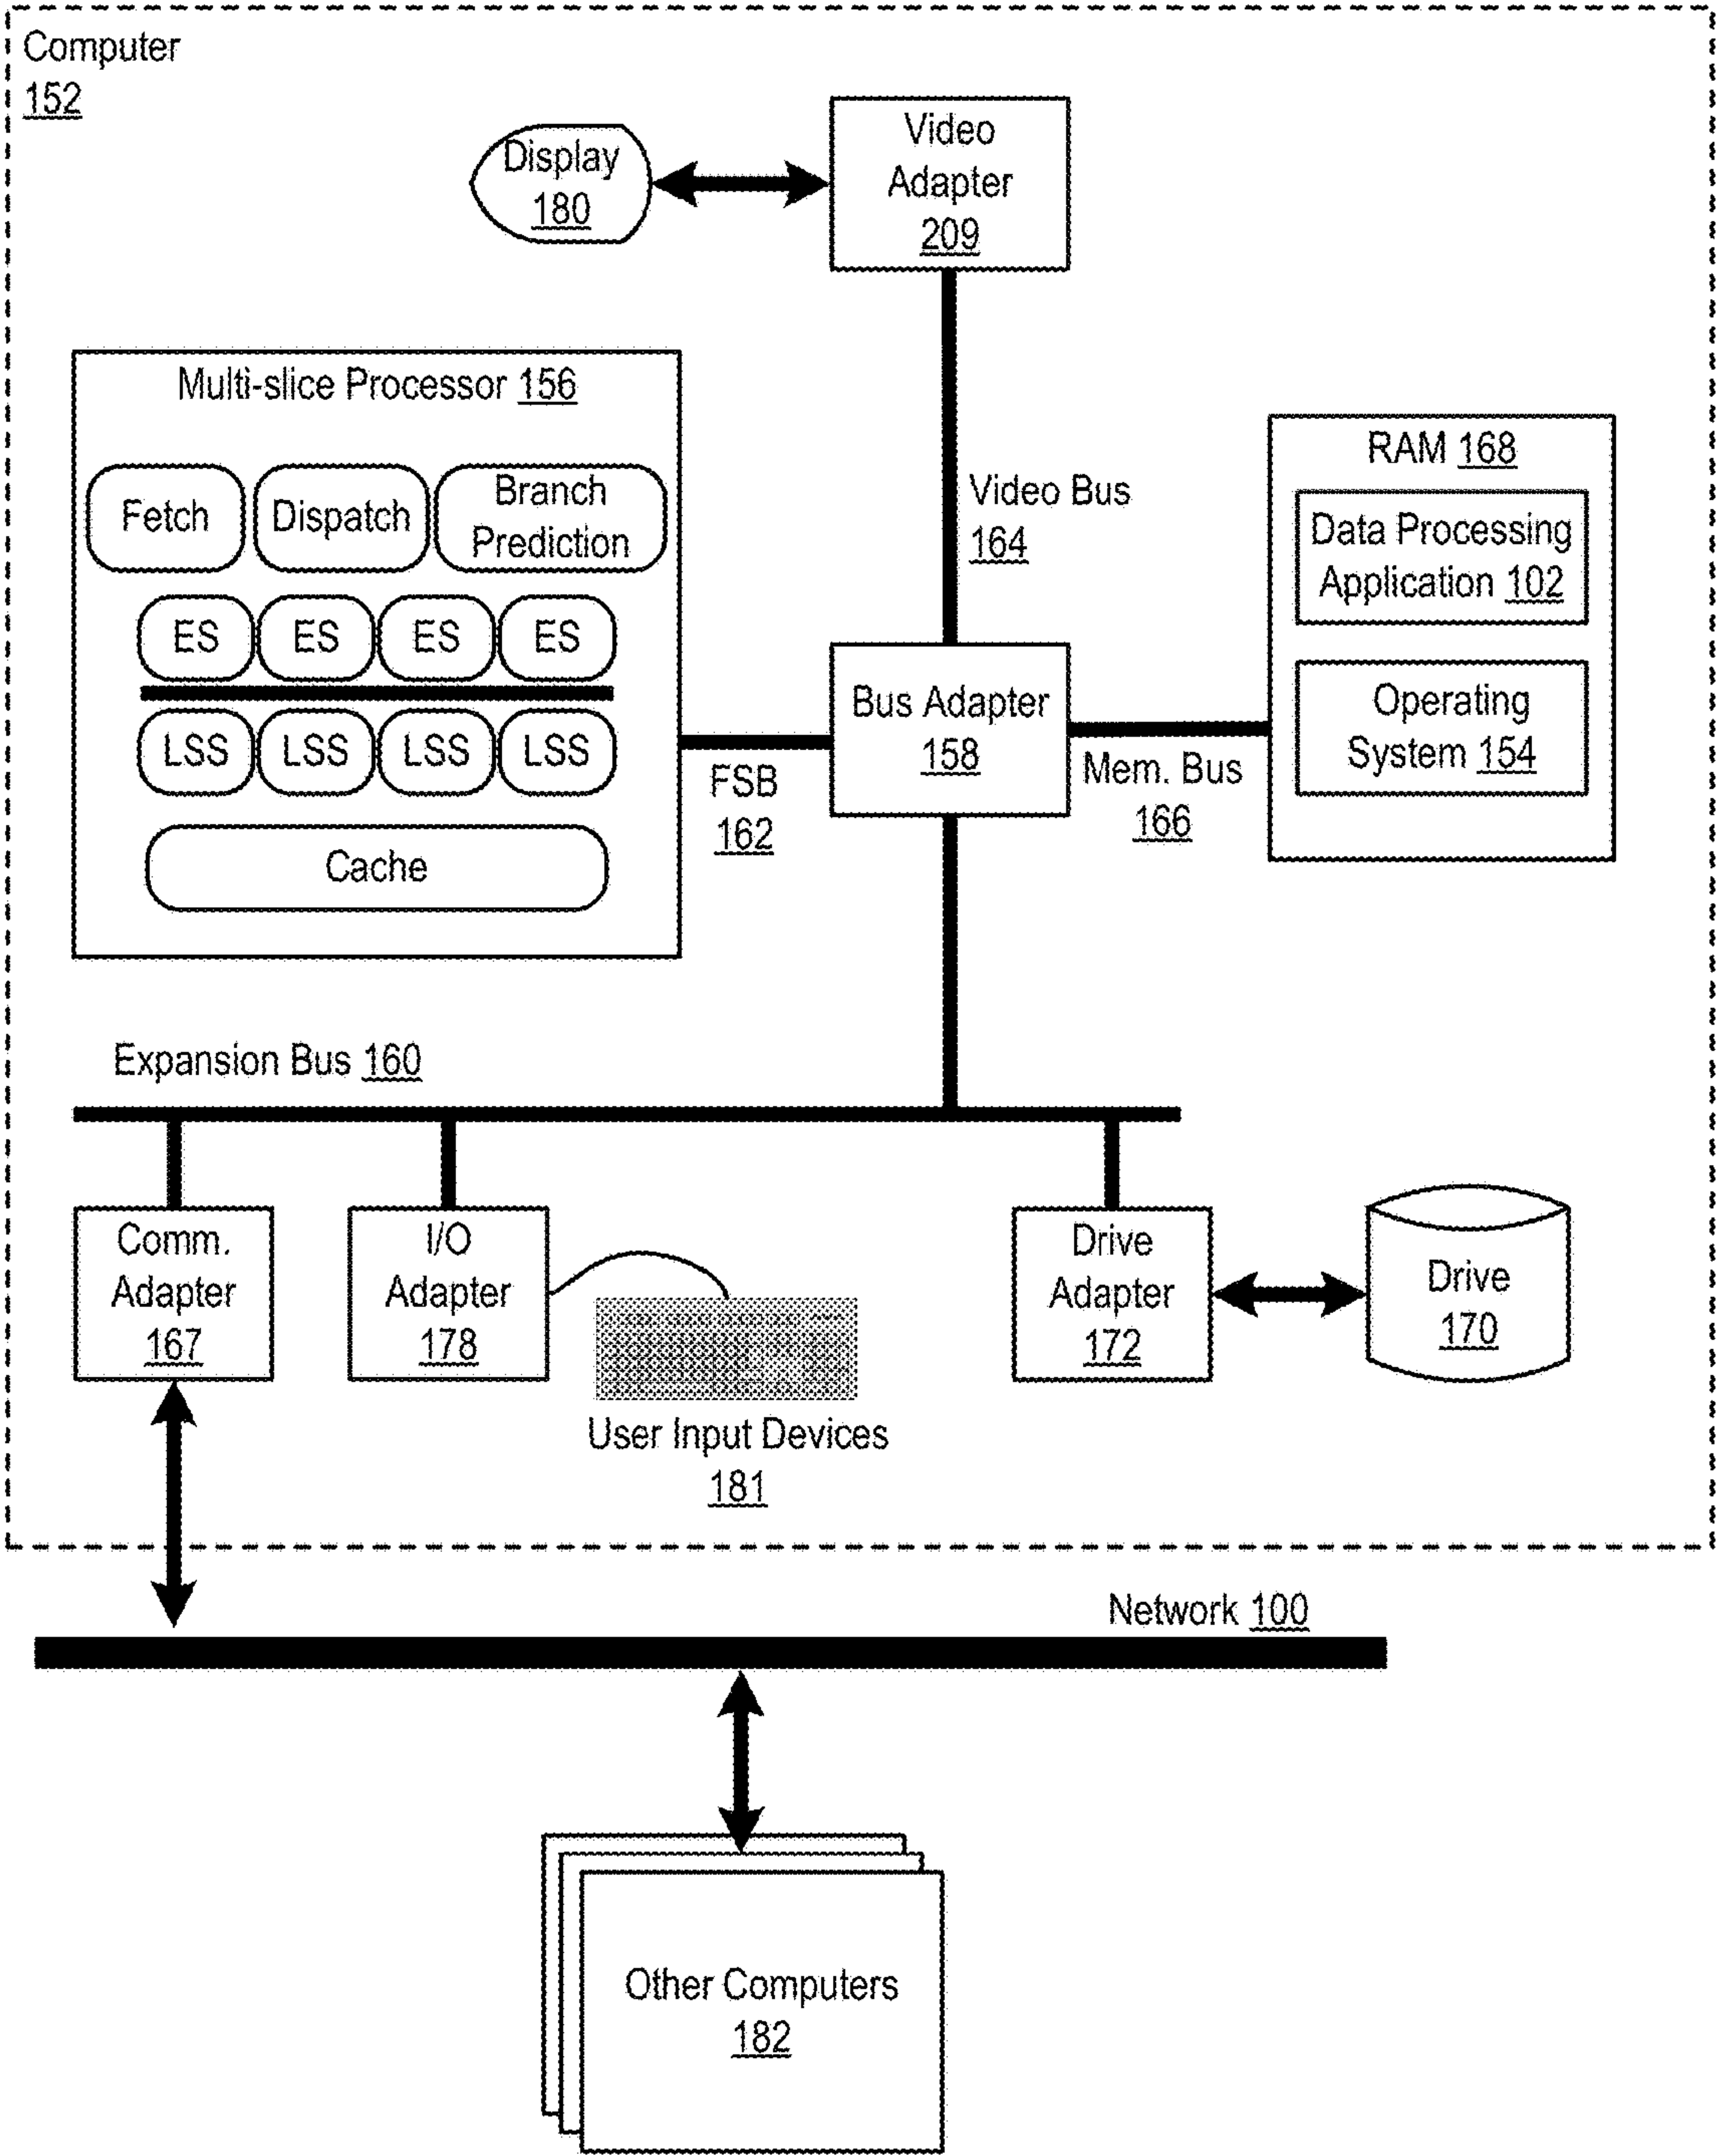 Computer
152
Display
180
Video
Adapter
209
Multi-slice Processor 156
Fetch
Dispatch
Branch
Prediction
ES
ES
ES
ES
LSS
LSS
LSS
LSS
Cache
Video Bus
164
RAM 168
Data Processing
Application 102
Operating
System 154
Bus Adapter
158
FSB
162
Mem. Bus
166
Expansion Bus 160
Comm.
Adapter
167
I/O
Adapter
178
User Input Devices
181
Drive
Adapter
172
Drive
170
Network 100
Other Computers
182